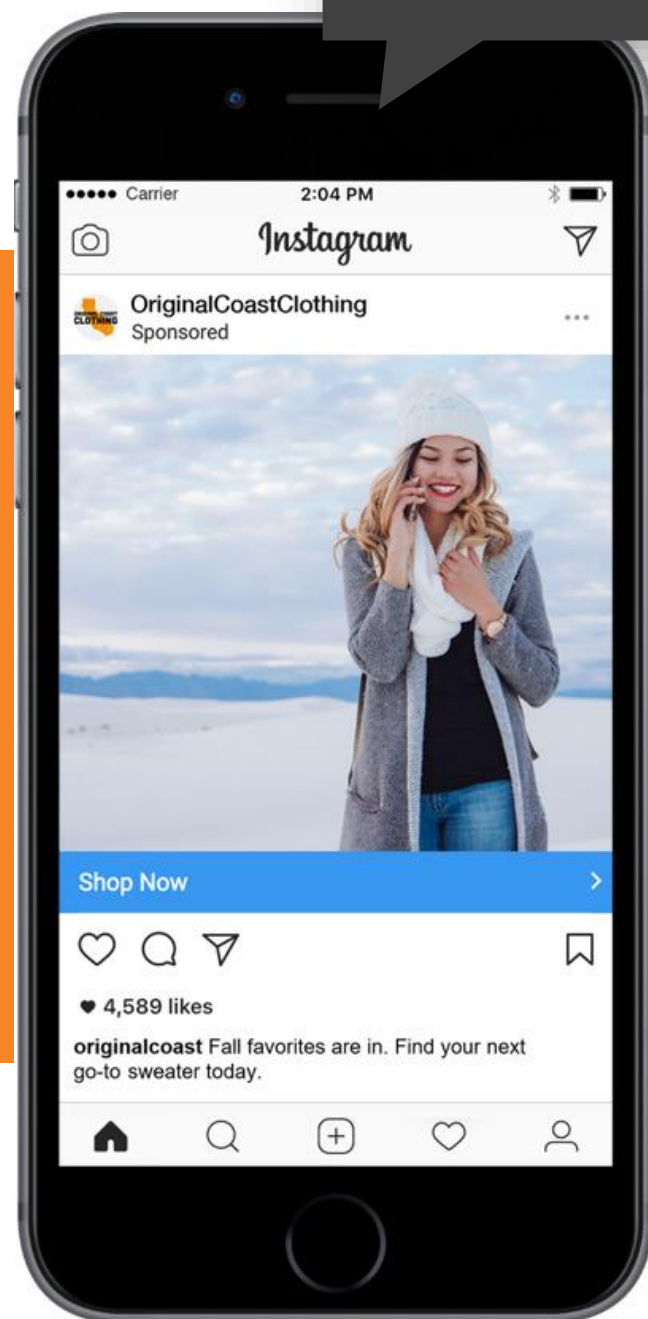 Carrier 2:04 PM
Instagram
CLOTHING
OriginalCoastClothing
Sponsored
Shop Now
4,589 likes
originalcoast Fall favorites are in. Find your next
go-to sweater today.